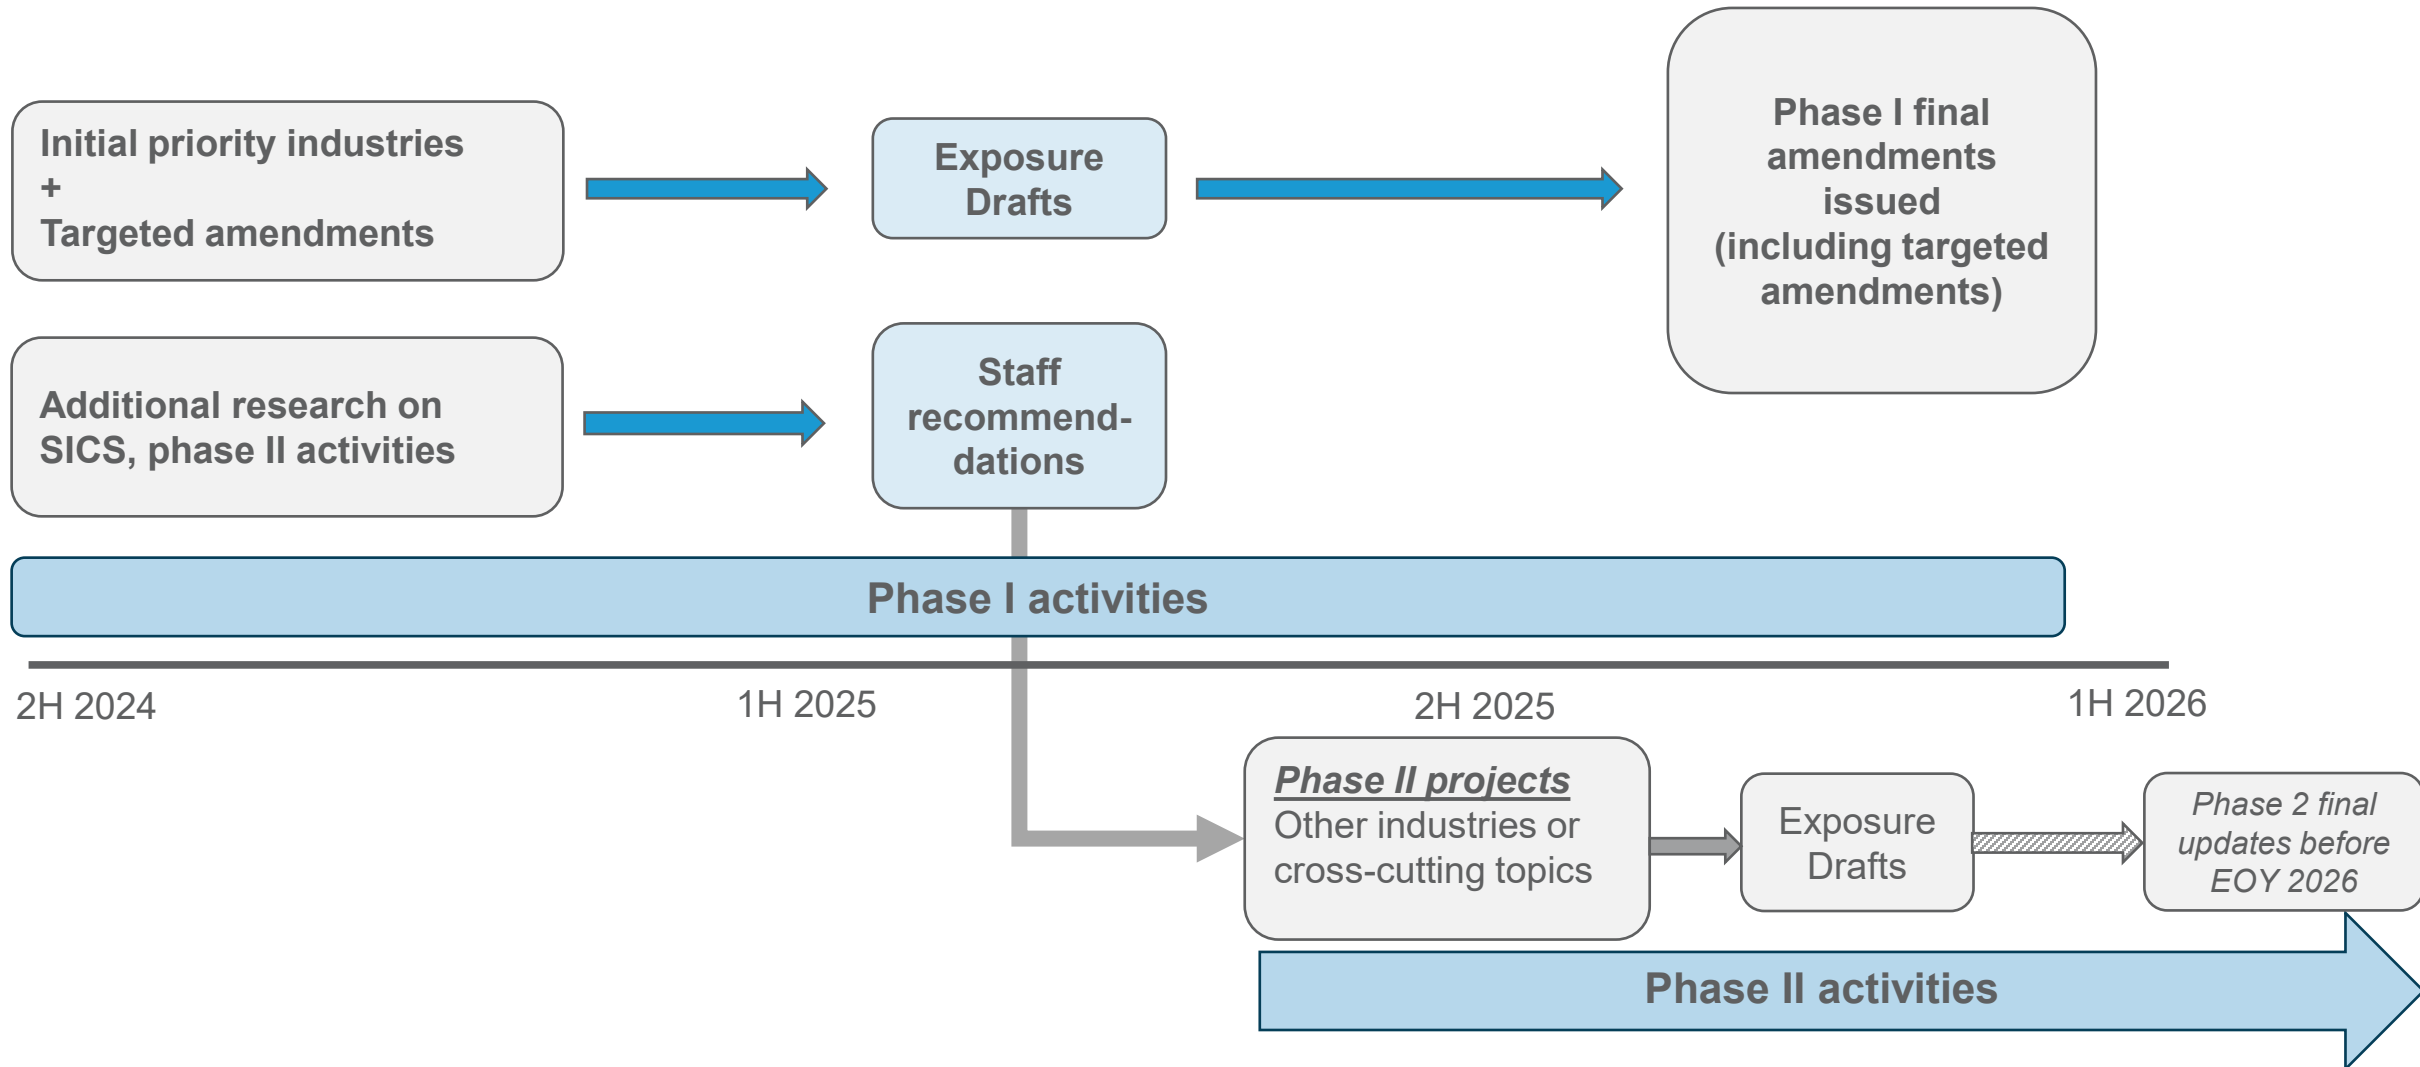 Initial priority industries
+
Targeted amendments
Exposure
Drafts
Phase I final
amendments
issued
(including targeted
amendments)
Additional research on
SICS, phase II activities
Staff
recommend-
dations
Phase I activities
2H 2024
1H 2025
2H 2025
1H 2026
Phase II projects
Other industries or
cross-cutting topics
Exposure
Drafts
Phase 2 final
updates before
EOY 2026
Phase II activities